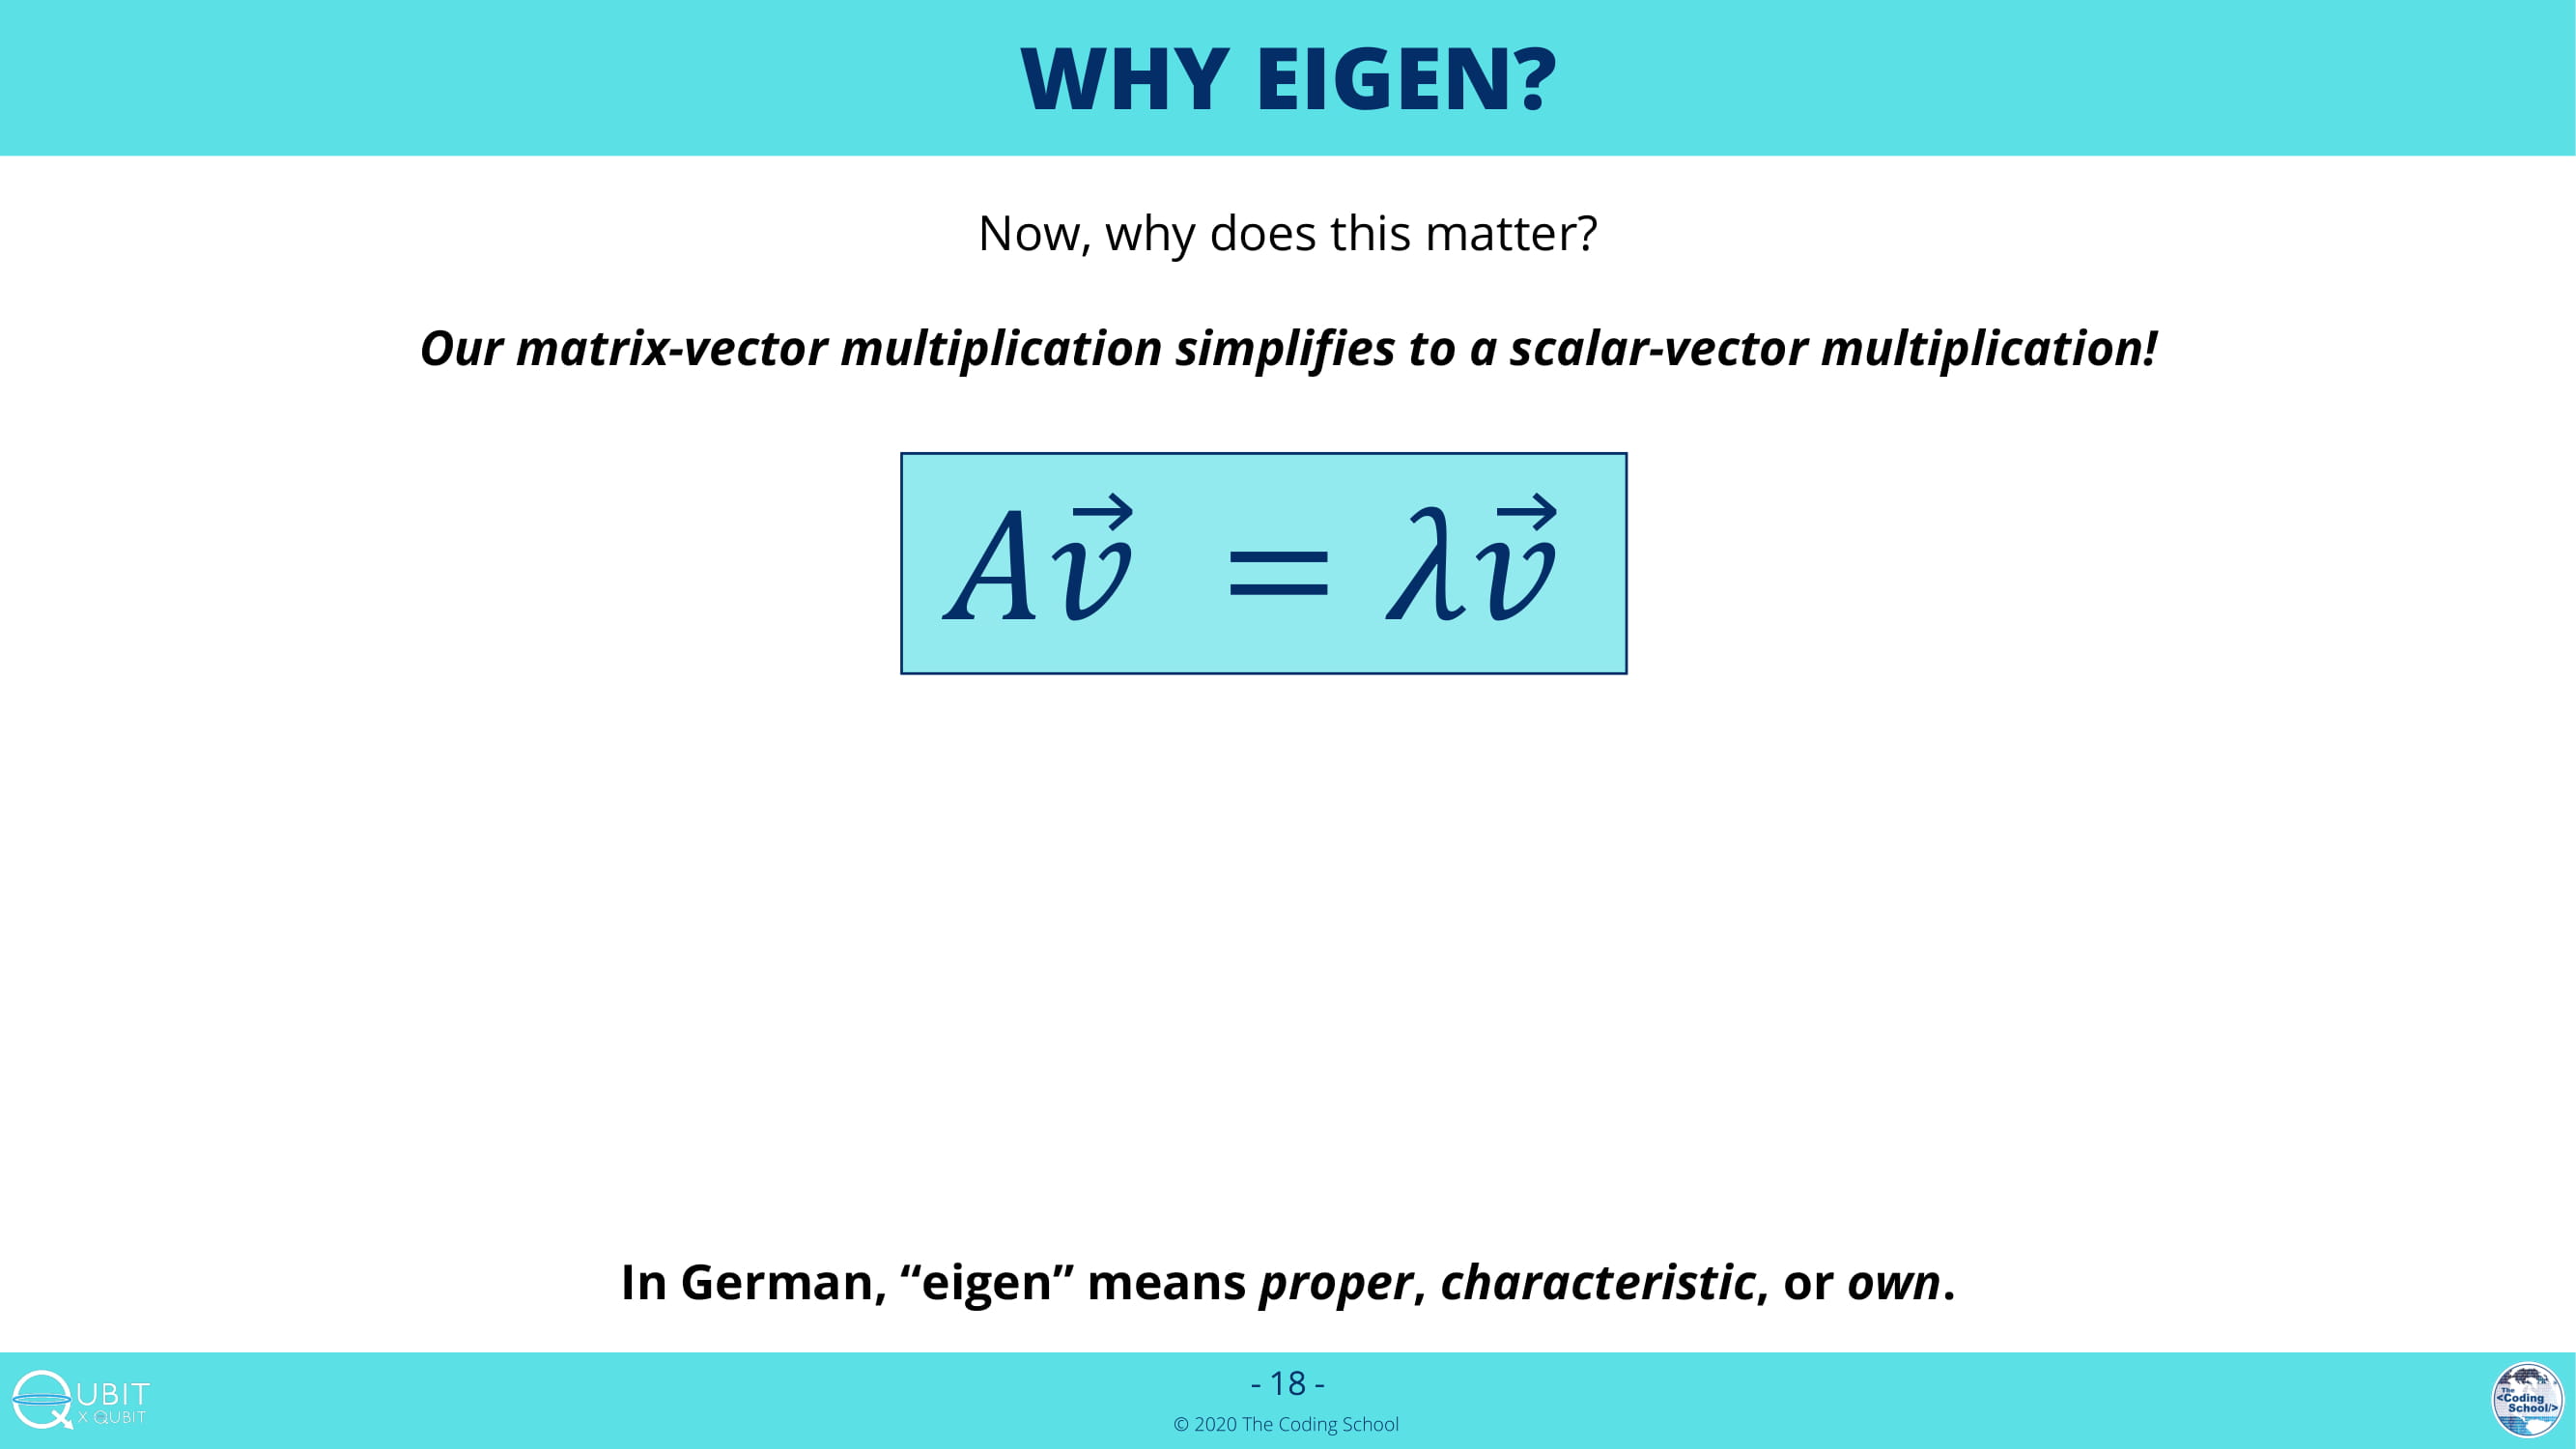 WHY EIGEN?
Now, why does this matter?
Our matrix-vector multiplication simplifies to a scalar-vector multiplication!
A\vec{v} = λ\vec{v}
In German, “eigen” means proper, characteristic, or own.
- 18 -
© 2020 The Coding School
QUBIT
X QUBIT
The
<Coding
School/>